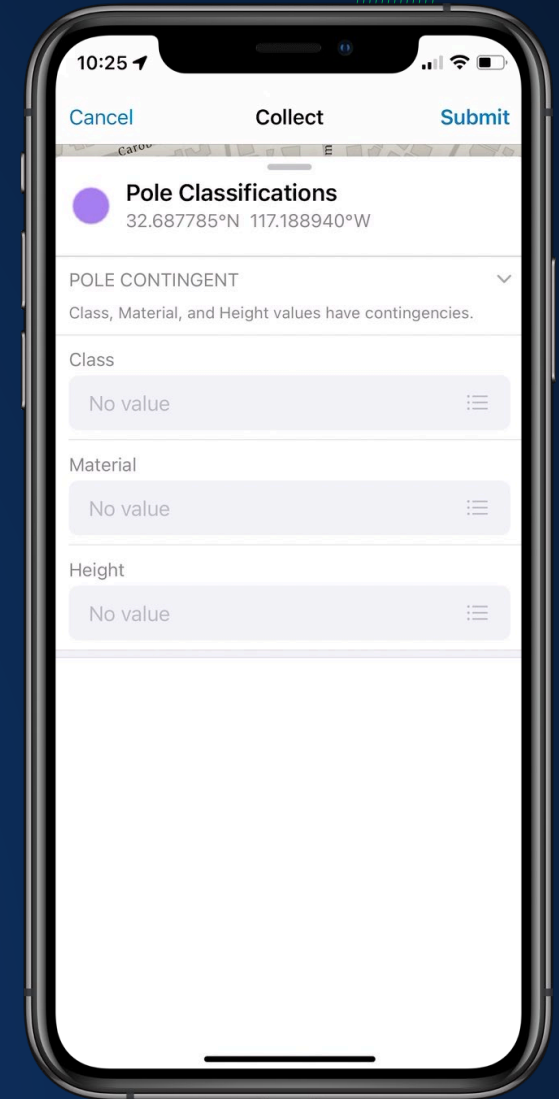 10:25
Cancel
Collect
Submit
Pole Classifications
32.687785°N 117.188940°W
POLE CONTINGENT
Class, Material, and Height values have contingencies.
Class
No value
Material
No value
Height
No value